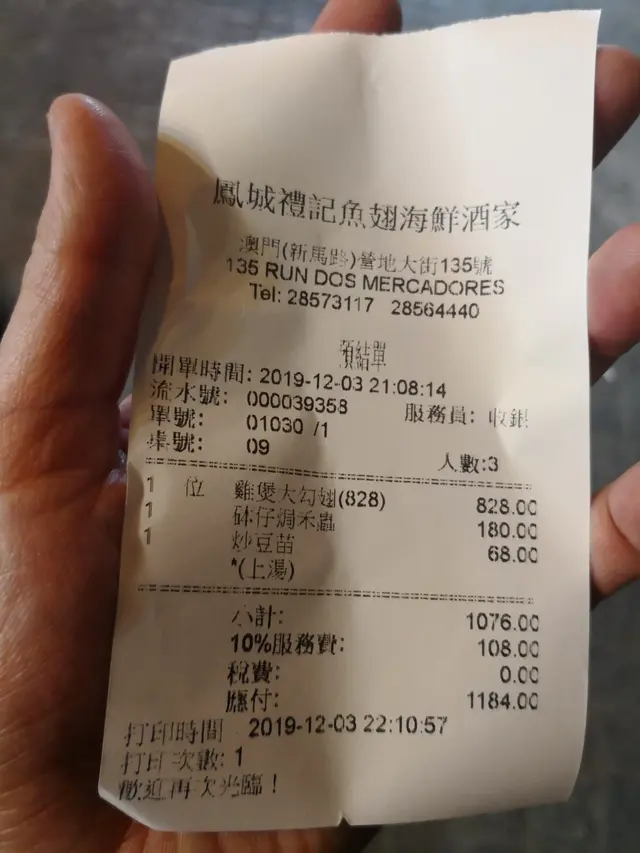 鳳城禮記魚翅海鮮酒家
澳門(新馬路)營地大街135號
135 RUN DOS MERCADORES
Tel: 28573117 28564440
預結單
開單時間: 2019-12-03 21:08:14
流水號: 000039358 服務員: 收銀
單號: 01030 /1
檯號: 09 人數:3
1 位 雞煲大勾翅(828) 828.00
1 砵仔焗禾蟲 180.00
1 炒豆苗 68.00
*(上湯)
小計: 1076.00
10%服務費: 108.00
稅費: 0.00
應付: 1184.00
打印時間 2019-12-03 22:10:57
打印次數: 1
歡迎再次光臨!